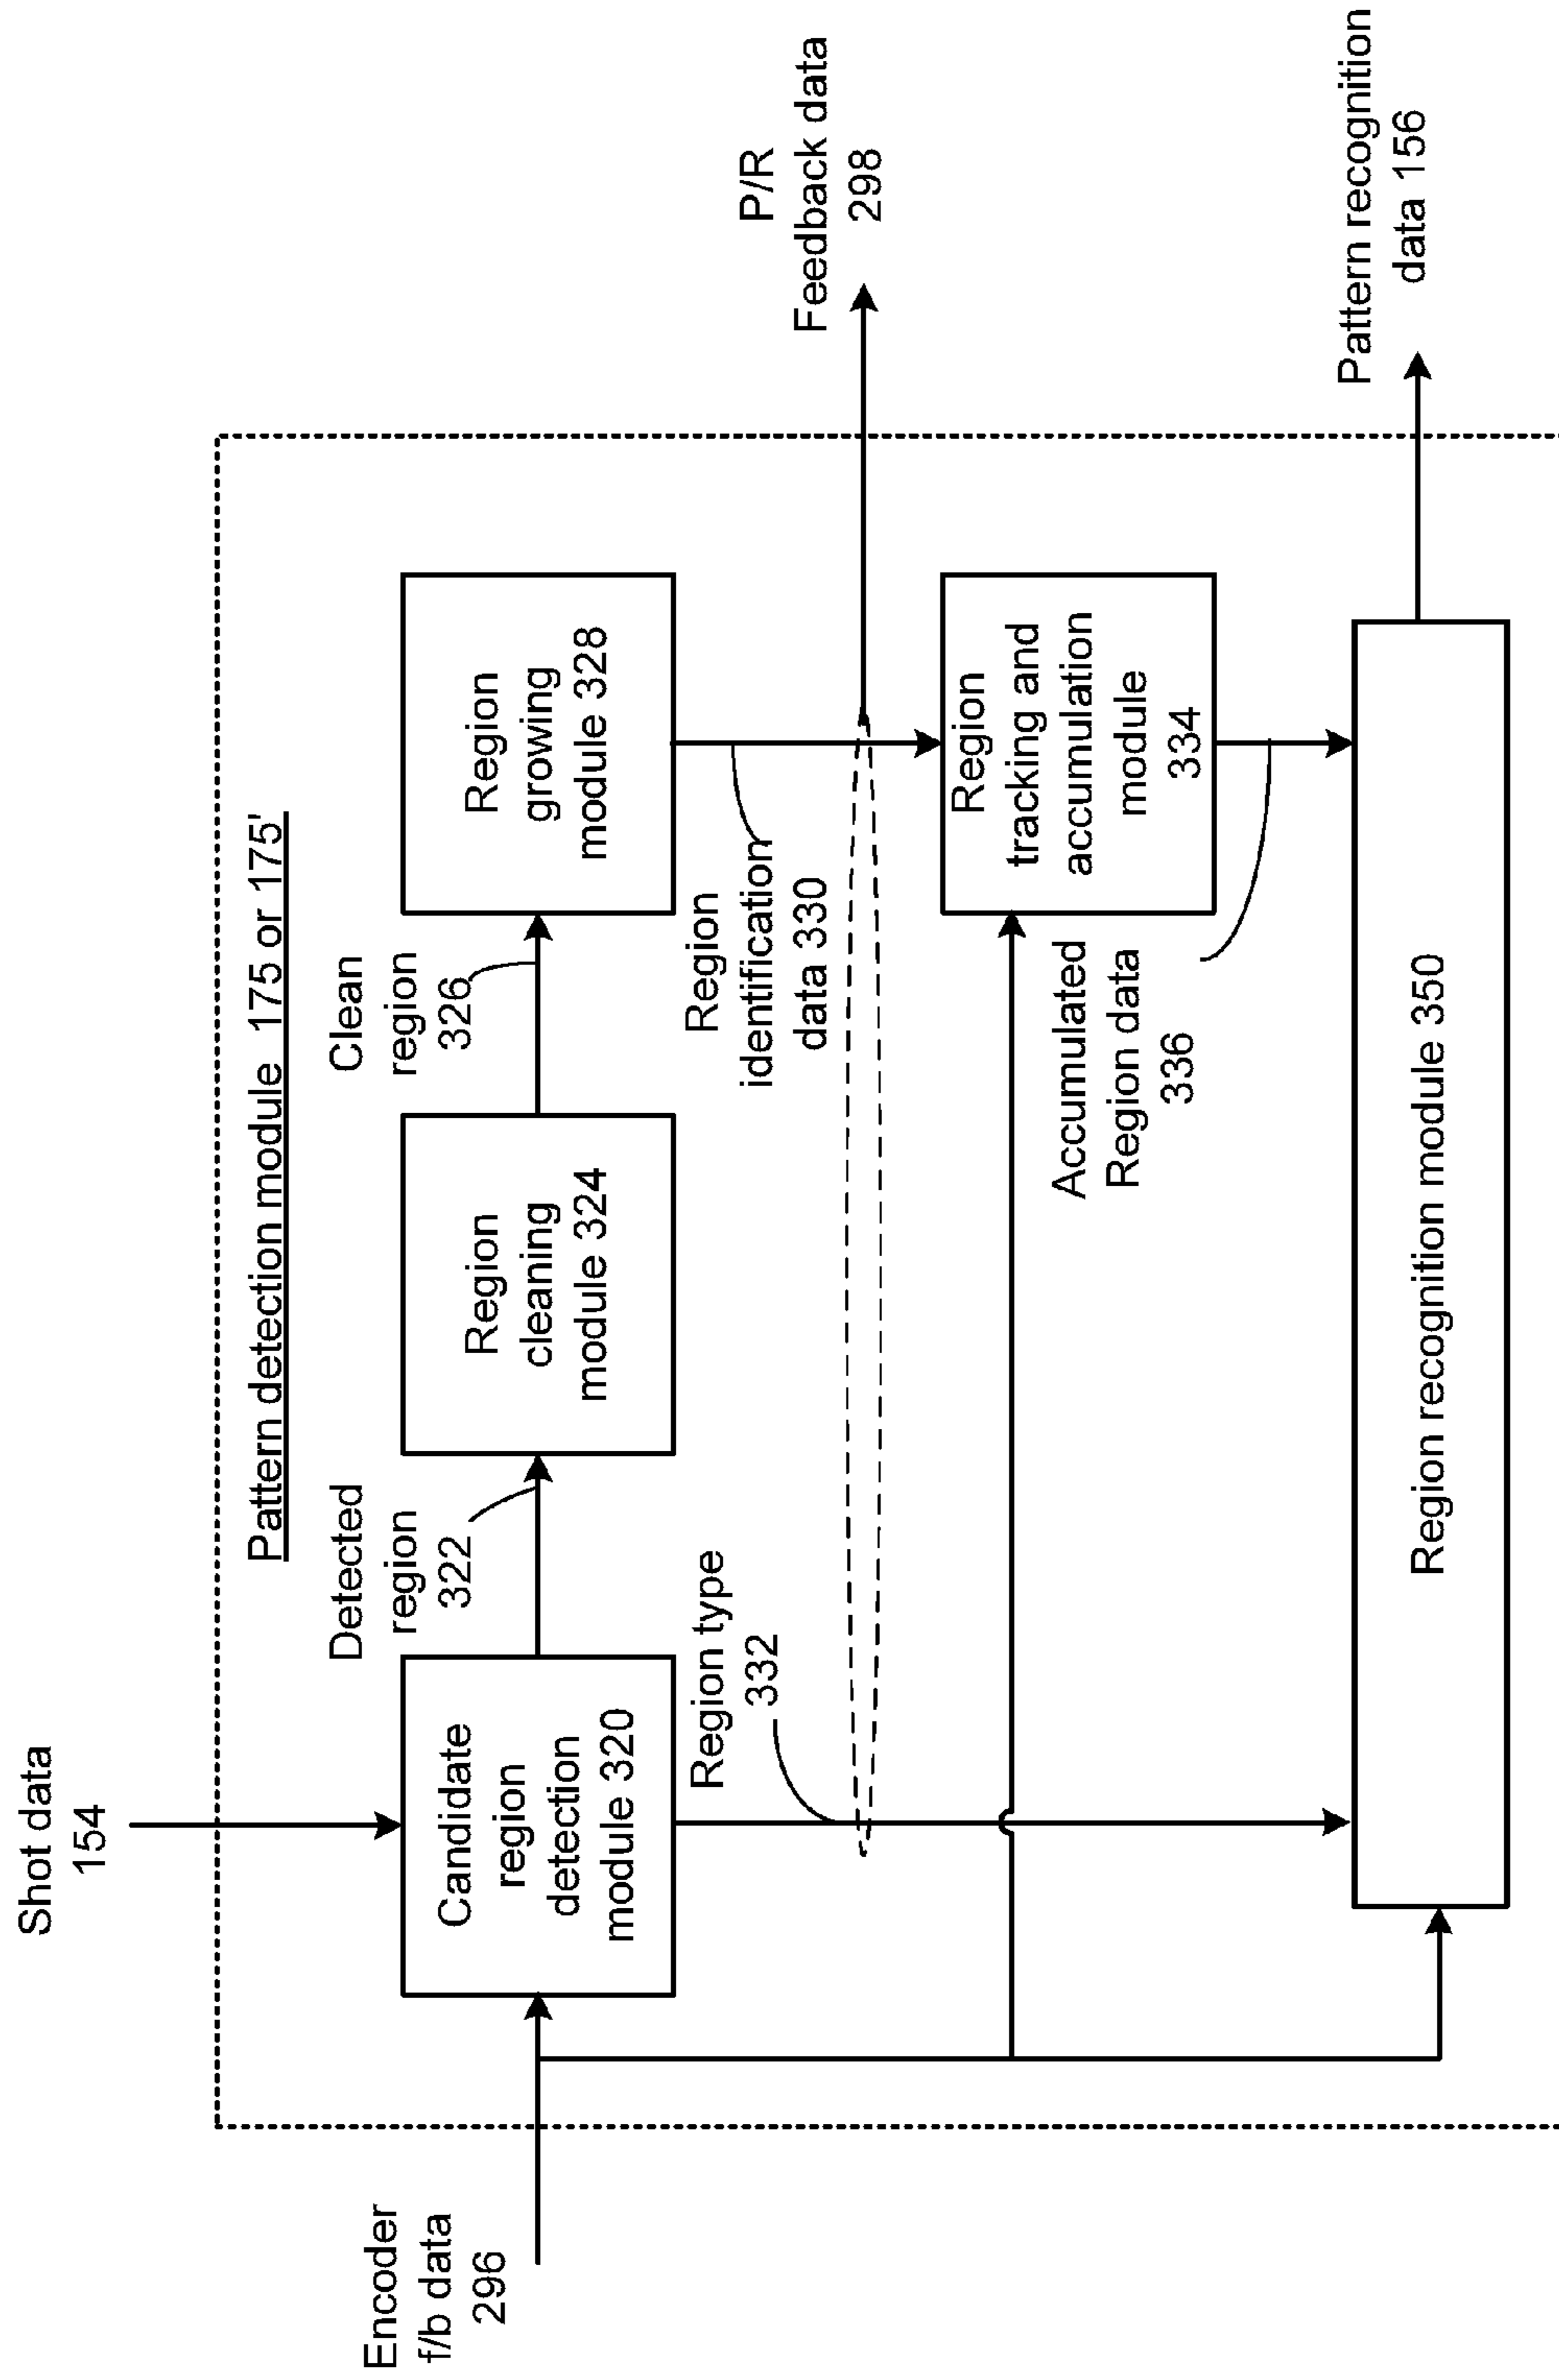 Shot data
154
Encoder
f/b data
296
Pattern detection module 175 or 175'
Candidate
region
detection
module 320
Detected
region
322
Region
cleaning
module 324
Clean
region
326
Region
growing
module 328
Region type
332
Region
identification
data 330
P/R
Feedback data
298
Region
tracking and
accumulation
module
334
Accumulated
Region data
336
Region recognition module 350
Pattern recognition
data 156